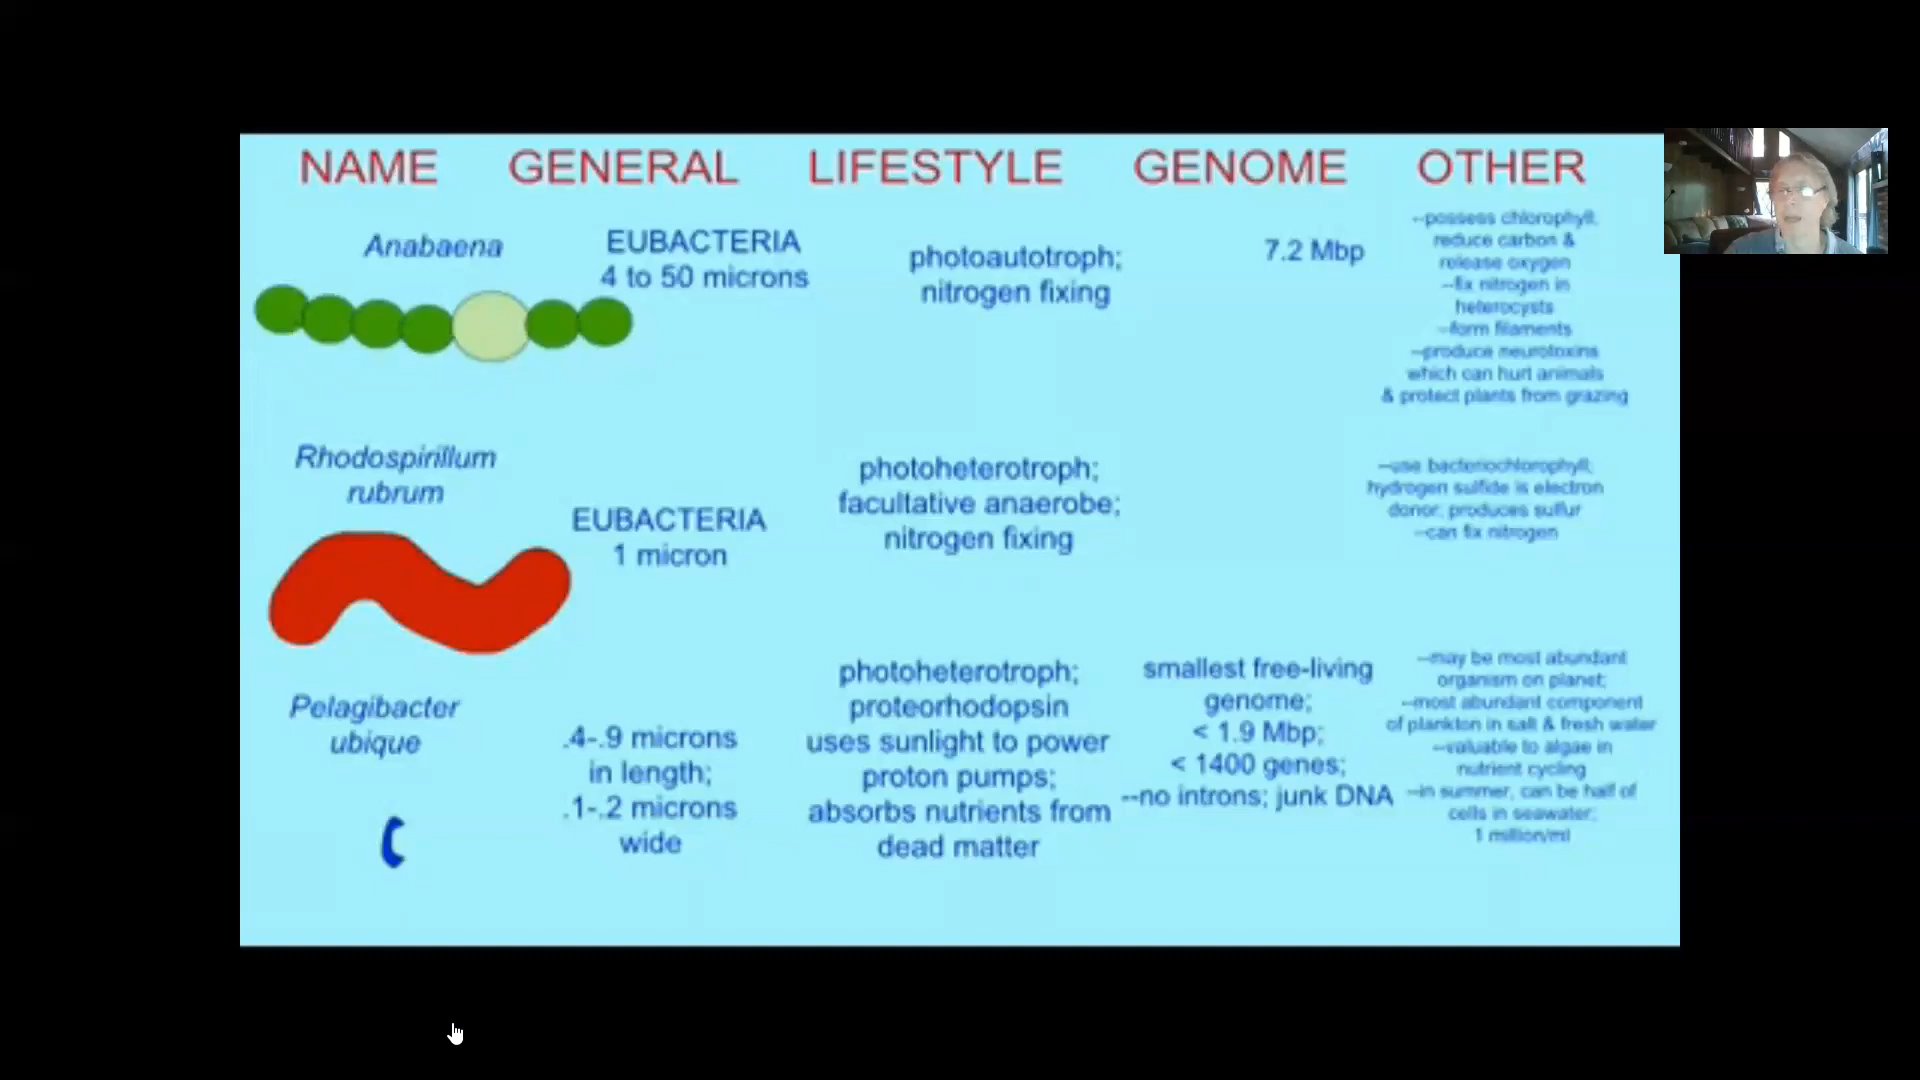 NAME GENERAL LIFESTYLE GENOME OTHER
Anabaena
EUBACTERIA
4 to 50 microns
photoautotroph;
nitrogen fixing
7.2 Mbp
--possess chlorophyll,
reduce carbon &
release oxygen
--fix nitrogen in
heterocysts
--form filaments
--produce neurotoxins
which can hurt animals
& protect plants from grazing
Rhodospirillum
rubrum
EUBACTERIA
1 micron
photoheterotroph;
facultative anaerobe;
nitrogen fixing
--use bacteriochlorophyll;
hydrogen sulfide is electron
donor, produces sulfur
--can fix nitrogen
Pelagibacter
ubique
.4-.9 microns
in length;
.1-.2 microns
wide
photoheterotroph;
proteorhodopsin
uses sunlight to power
proton pumps;
absorbs nutrients from
dead matter
smallest free-living
genome;
< 1.9 Mbp;
< 1400 genes;
--no introns; junk DNA
--may be most abundant
organism on planet;
--most abundant component
of plankton in salt & fresh water
--valuable to algae in
nutrient cycling
--in summer, can be half of
cells in seawater;
1 million/ml